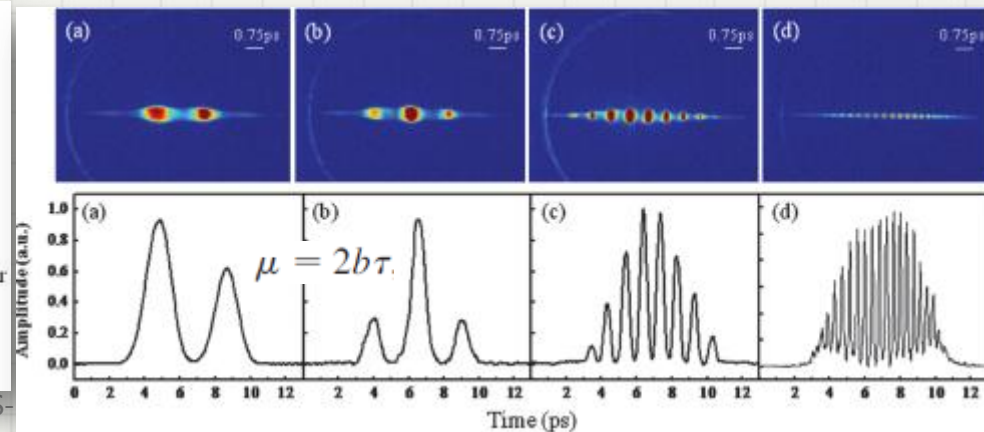 (a) 0.75ps (b) 0.75ps (c) 0.75ps (d) 0.75ps
(a) (b) (c) (d)
μ = 2bτ.
Amplitude (a.u.)
1.0
0.8
0.6
0.4
0.2
0.0
0 2 4 6 8 10 12 2 4 6 8 10 12 2 4 6 8 10 12 0 2 4 6 8 10 12
Time (ps)
r